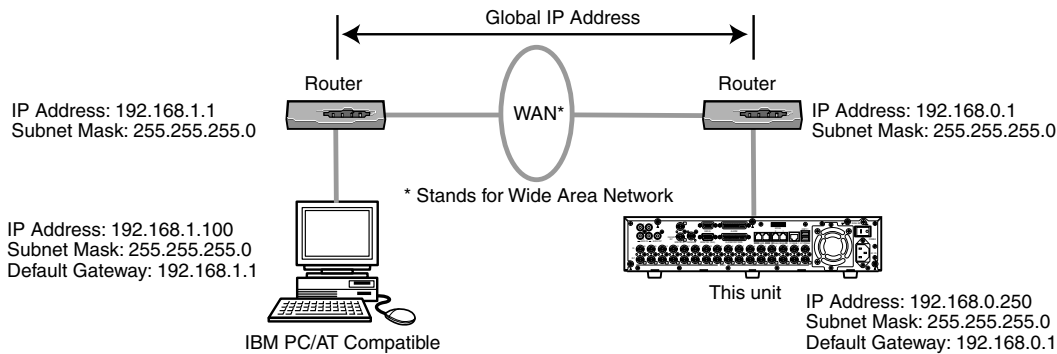 Global IP Address
Router
Router
IP Address: 192.168.1.1
Subnet Mask: 255.255.255.0
WAN*
IP Address: 192.168.0.1
Subnet Mask: 255.255.255.0
* Stands for Wide Area Network
IP Address: 192.168.1.100
Subnet Mask: 255.255.255.0
Default Gateway: 192.168.1.1
IBM PC/AT Compatible
This unit
IP Address: 192.168.0.250
Subnet Mask: 255.255.255.0
Default Gateway: 192.168.0.1